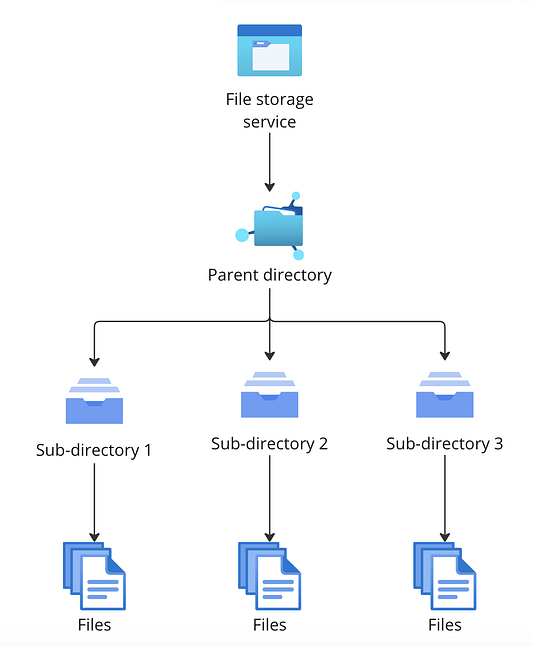 File storage
service
Parent directory
Sub-directory 1
Sub-directory 2
Sub-directory 3
Files
Files
Files